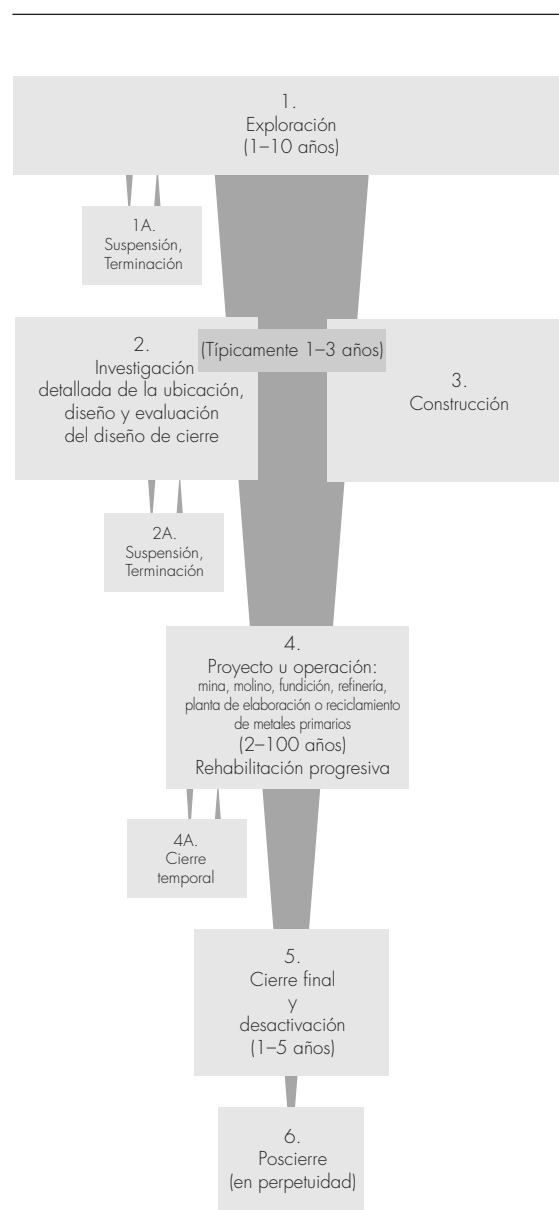 1.
Exploración
(1–10 años)
1A.
Suspensión,
Terminación
2.
Investigación
detallada de la ubicación,
diseño y evaluación
del diseño de cierre
(Típicamente 1–3 años)
3.
Construcción
2A.
Suspensión,
Terminación
4.
Proyecto u operación:
mina, molino, fundición, refinería,
planta de elaboración o reciclamiento
de metales primarios
(2–100 años)
Rehabilitación progresiva
4A.
Cierre
temporal
5.
Cierre final
y
desactivación
(1–5 años)
6.
Poscierre
(en perpetuidad)